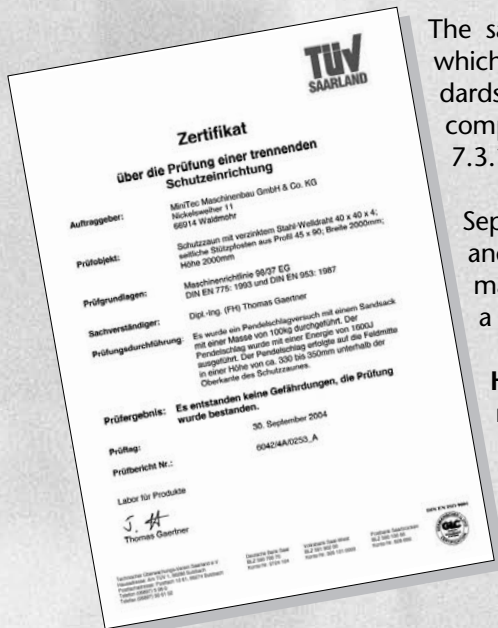 TÜV
SAARLAND
Zertifikat
über die Prüfung einer trennenden
Schutzeinrichtung
Auftraggeber: MiniTec Maschinenbau GmbH & Co. KG
Nickelsweiher 11
66914 Waldmohr
Prüfobjekt: Schutzzaun mit verzinktem Stahl-Welldraht 40 x 40 x 4;
seitliche Stützpfosten aus Profil 45 x 90; Breite 2000mm;
Höhe 2000mm
Prüfgrundlagen: Maschinenrichtlinie 98/37 EG
DIN EN 775: 1993 und DIN EN 953: 1987
Sachverständiger: Dipl.-Ing. (FH) Thomas Gaertner
Prüfungsdurchführung: Es wurde ein Pendelschlagversuch mit einem Sandsack
mit einer Masse von 100kg durchgeführt. Der
Pendelschlag wurde mit einer Energie von 1600J
ausgeführt. Der Pendelschlag erfolgte auf die Feldmitte
in einer Höhe von ca. 330 bis 350mm unterhalb der
Oberkante des Schutzzaunes.
Prüfergebnis: Es entstanden keine Gefährdungen, die Prüfung
wurde bestanden.
Prüftag: 30. September 2004
Prüfbericht Nr.: 6042/4A/0253_A
Labor für Produkte
Thomas Gaertner
DIN EN ISO 9001
The sa
which
dards
comp
7.3.
Sep
and
ma
a
H